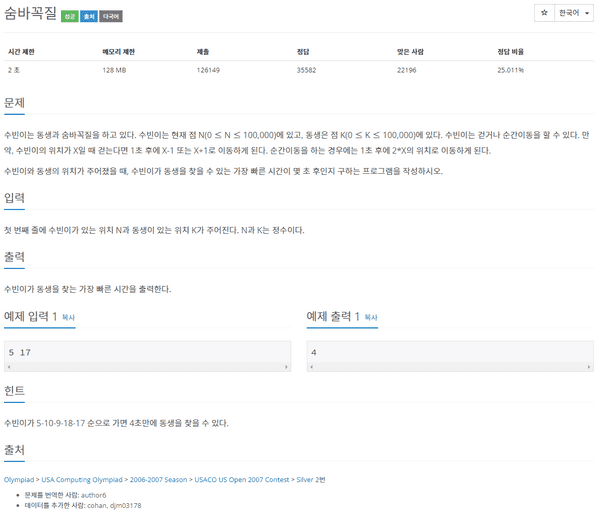 숨바꼭질 성공 출처 다국어
☆ 한국어
시간 제한 메모리 제한 제출 정답 맞은 사람 정답 비율
2 초 128 MB 126149 35582 22196 25.011%
문제
수빈이는 동생과 숨바꼭질을 하고 있다. 수빈이는 현재 점 N(0 ≤ N ≤ 100,000)에 있고, 동생은 점 K(0 ≤ K ≤ 100,000)에 있다. 수빈이는 걷거나 순간이동을 할 수 있다. 만
약, 수빈이의 위치가 X일 때 걷는다면 1초 후에 X-1 또는 X+1로 이동하게 된다. 순간이동을 하는 경우에는 1초 후에 2*X의 위치로 이동하게 된다.
수빈이와 동생의 위치가 주어졌을 때, 수빈이가 동생을 찾을 수 있는 가장 빠른 시간이 몇 초 후인지 구하는 프로그램을 작성하시오.
입력
첫 번째 줄에 수빈이가 있는 위치 N과 동생이 있는 위치 K가 주어진다. N과 K는 정수이다.
출력
수빈이가 동생을 찾는 가장 빠른 시간을 출력한다.
예제 입력 1 복사
5 17
예제 출력 1 복사
4
힌트
수빈이가 5-10-9-18-17 순으로 가면 4초만에 동생을 찾을 수 있다.
출처
Olympiad > USA Computing Olympiad > 2006-2007 Season > USACO US Open 2007 Contest > Silver 2번
• 문제를 번역한 사람: author6
• 데이터를 추가한 사람: cohan, djm03178